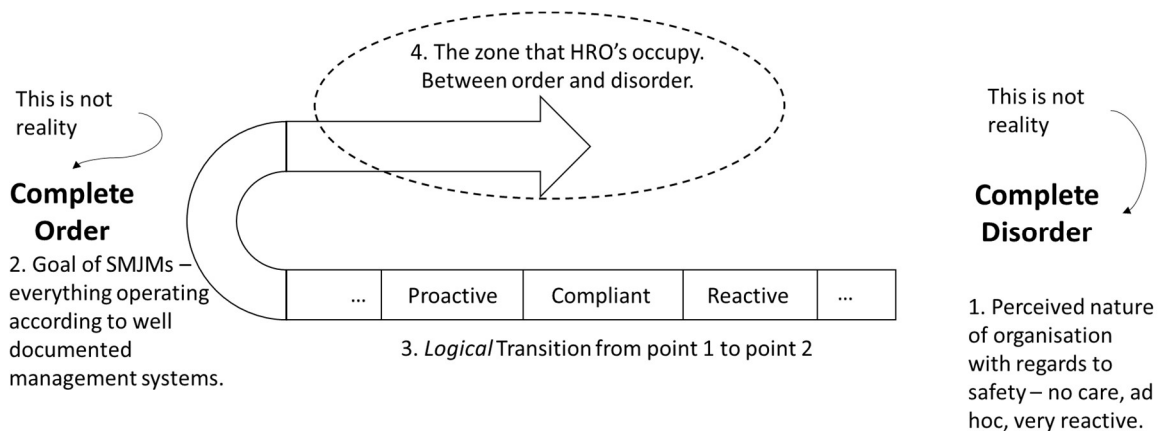 4. The zone that HRO's occupy.
Between order and disorder.
This is not
reality
Complete
Order
2. Goal of SMJMs –
everything operating
according to well
documented
management systems.
...
Proactive
Compliant
Reactive
...
3. Logical Transition from point 1 to point 2
This is not
reality
Complete
Disorder
1. Perceived nature
of organisation
with regards to
safety – no care, ad
hoc, very reactive.